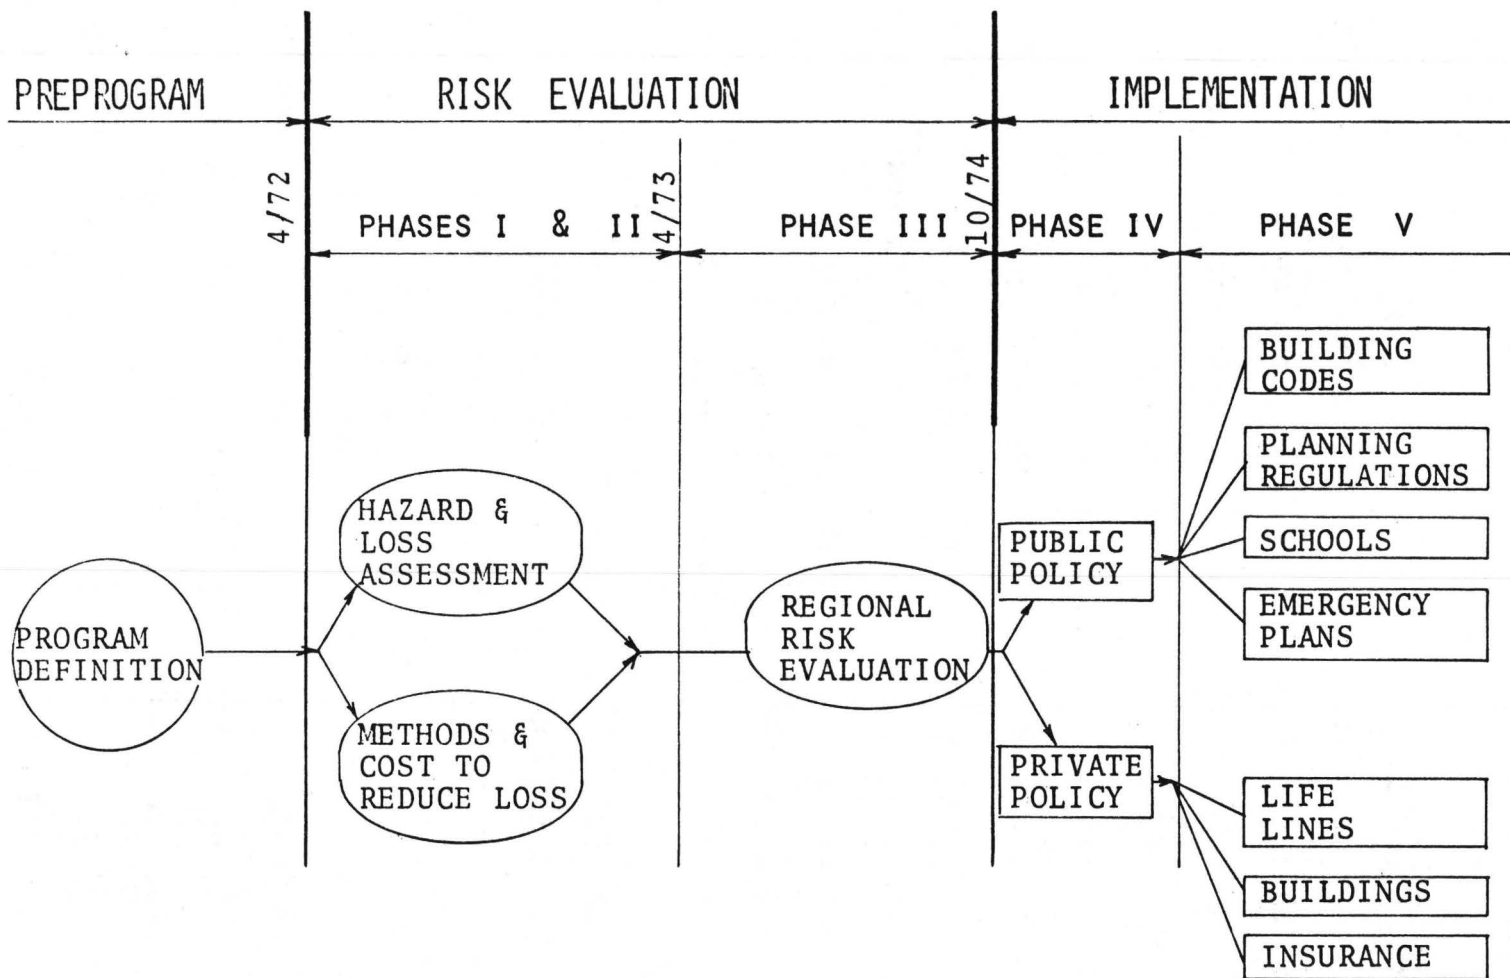 PREPROGRAM
RISK EVALUATION
IMPLEMENTATION
4/72
PHASES I & II
4/73
PHASE III
10/74
PHASE IV
PHASE V
PROGRAM
DEFINITION
HAZARD &
LOSS
ASSESSMENT
METHODS &
COST TO
REDUCE LOSS
REGIONAL
RISK
EVALUATION
PUBLIC
POLICY
PRIVATE
POLICY
BUILDING
CODES
PLANNING
REGULATIONS
SCHOOLS
EMERGENCY
PLANS
LIFE
LINES
BUILDINGS
INSURANCE